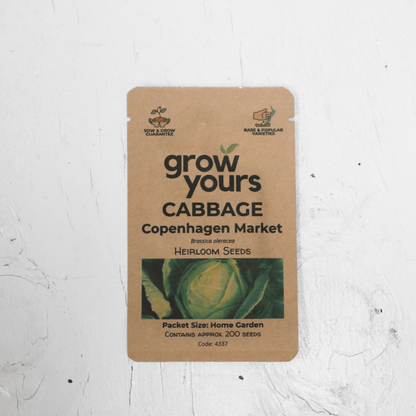 SOW & GROW
GUARANTEE
RARE & POPULAR
VARIETIES
grow
yours
CABBAGE
Copenhagen Market
Brassica oleracea
HEIRLOOM SEEDS
Packet Size: Home Garden
CONTAINS APPROX 200 SEEDS
Code: 4337